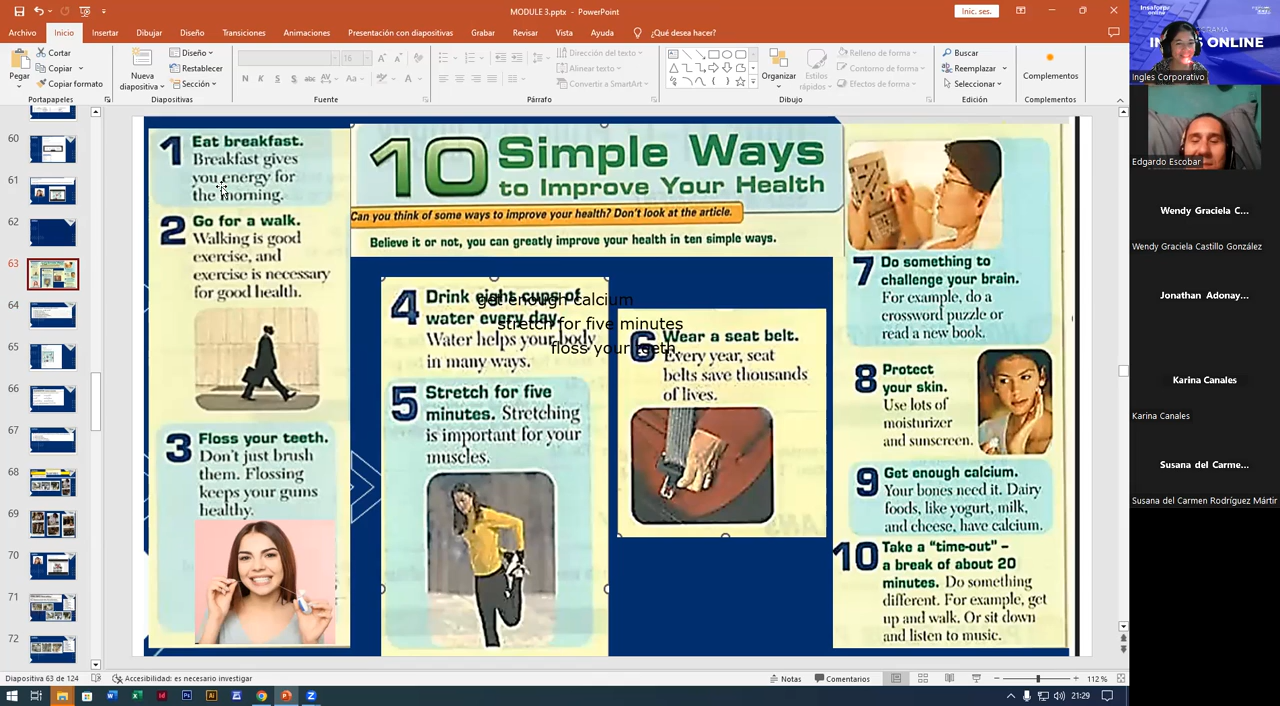 MODULE 3.pptx - PowerPoint
Inic. ses.
Archivo Inicio Insertar Dibujar Diseño Transiciones Animaciones Presentación con diapositivas Grabar Revisar Vista Ayuda ¿Qué desea hacer?
Pegar
Cortar
Copiar
Copiar formato
Portapapeles
Nueva diapositiva
Diseño
Restablecer
Sección
Diapositivas
16
N K S S
Fuente
Dirección del texto
Alinear texto
Convertir a SmartArt
Párrafo
Organizar
Estilos rápidos
Relleno de forma
Contorno de forma
Efectos de forma
Dibujo
Buscar
Reemplazar
Seleccionar
Edición
Complementos
Complementos
60
61
62
63
64
65
66
67
68
69
70
71
72
1 Eat breakfast.
Breakfast gives
you energy for
the morning.
2 Go for a walk.
Walking is good
exercise, and
exercise is necessary
for good health.
3 Floss your teeth.
Don't just brush
them. Flossing
keeps your gums
healthy.
10 Simple Ways
to Improve Your Health
Can you think of some ways to improve your health? Don't look at the article.
Believe it or not, you can greatly improve your health in ten simple ways.
4 Drink eight cups of
water every day.
Water helps your body
in many ways.
get enough calcium
stretch for five minutes
floss your teeth.
5 Stretch for five
minutes. Stretching
is important for your
muscles.
6 Wear a seat belt.
Every year, seat
belts save thousands
of lives.
7 Do something to
challenge your brain.
For example, do a
crossword puzzle or
read a new book.
8 Protect
your skin.
Use lots of
moisturizer
and sunscreen.
9 Get enough calcium.
Your bones need it. Dairy
foods, like yogurt, milk,
and cheese, have calcium.
10 Take a "time-out" –
a break of about 20
minutes. Do something
different. For example, get
up and walk. Or sit down
and listen to music.
Diapositiva 63 de 124
Accesibilidad: es necesario investigar
Notas
Comentarios
112 %
21:29
Ingles Corporativo
Edgardo Escobar
Wendy Graciela C...
Wendy Graciela Castillo González
Jonathan Adonay...
Karina Canales
Karina Canales
Susana del Carme...
Susana del Carmen Rodríguez Mártir